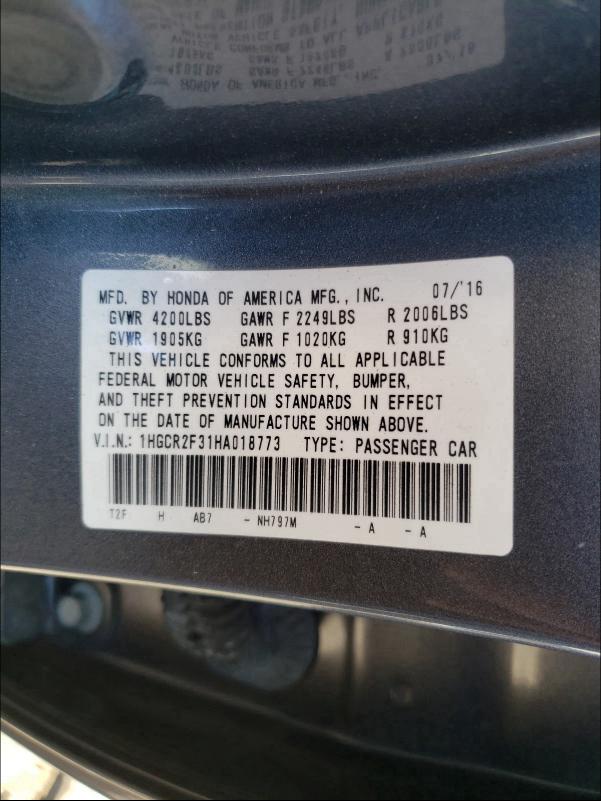 MFD. BY HONDA OF AMERICA MFG., INC. 07/'16
GVWR 4200LBS GAWR F 2249LBS R 2006LBS
GVWR 1905KG GAWR F 1020KG R 910KG
THIS VEHICLE CONFORMS TO ALL APPLICABLE
FEDERAL MOTOR VEHICLE SAFETY, BUMPER,
AND THEFT PREVENTION STANDARDS IN EFFECT
ON THE DATE OF MANUFACTURE SHOWN ABOVE.
V.I.N.: 1HGCR2F31HA018773 TYPE: PASSENGER CAR
T2F H AB7 - NH797M - A - A